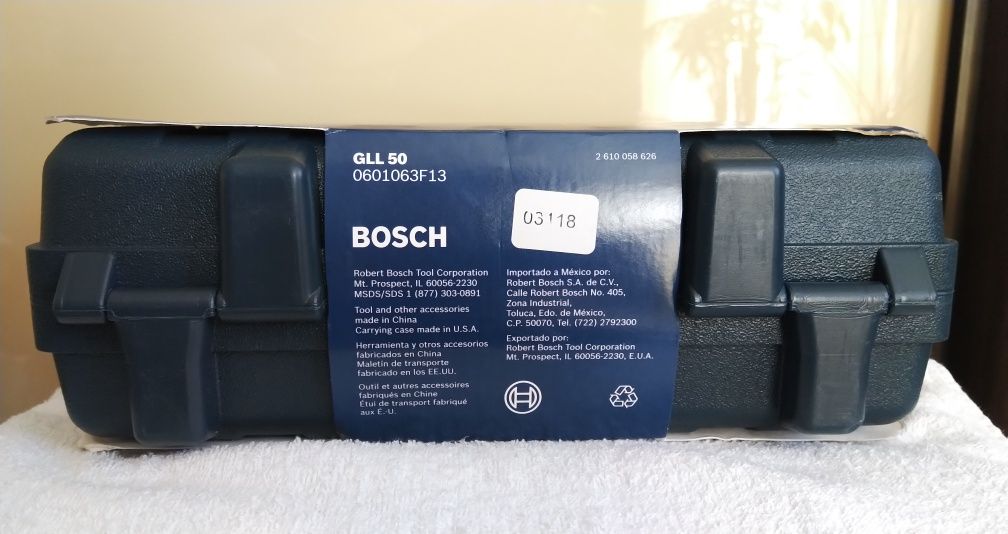 GLL 50
0601063F13
2 610 058 626
03'118
BOSCH
Robert Bosch Tool Corporation
Mt. Prospect, IL 60056-2230
MSDS/SDS 1 (877) 303-0891
Tool and other accessories
made in China
Carrying case made in U.S.A.
Herramienta y otros accesorios
fabricados en China
Maletín de transporte
fabricado en los EE.UU.
Outil et autres accessoires
fabriqués en Chine
Étui de transport fabriqué
aux É.-U.
Importado a México por:
Robert Bosch S.A. de C.V.,
Calle Robert Bosch No. 405,
Zona Industrial,
Toluca, Edo. de México,
C.P. 50070, Tel. (722) 2792300
Exportado por:
Robert Bosch Tool Corporation
Mt. Prospect, IL 60056-2230, E.U.A.